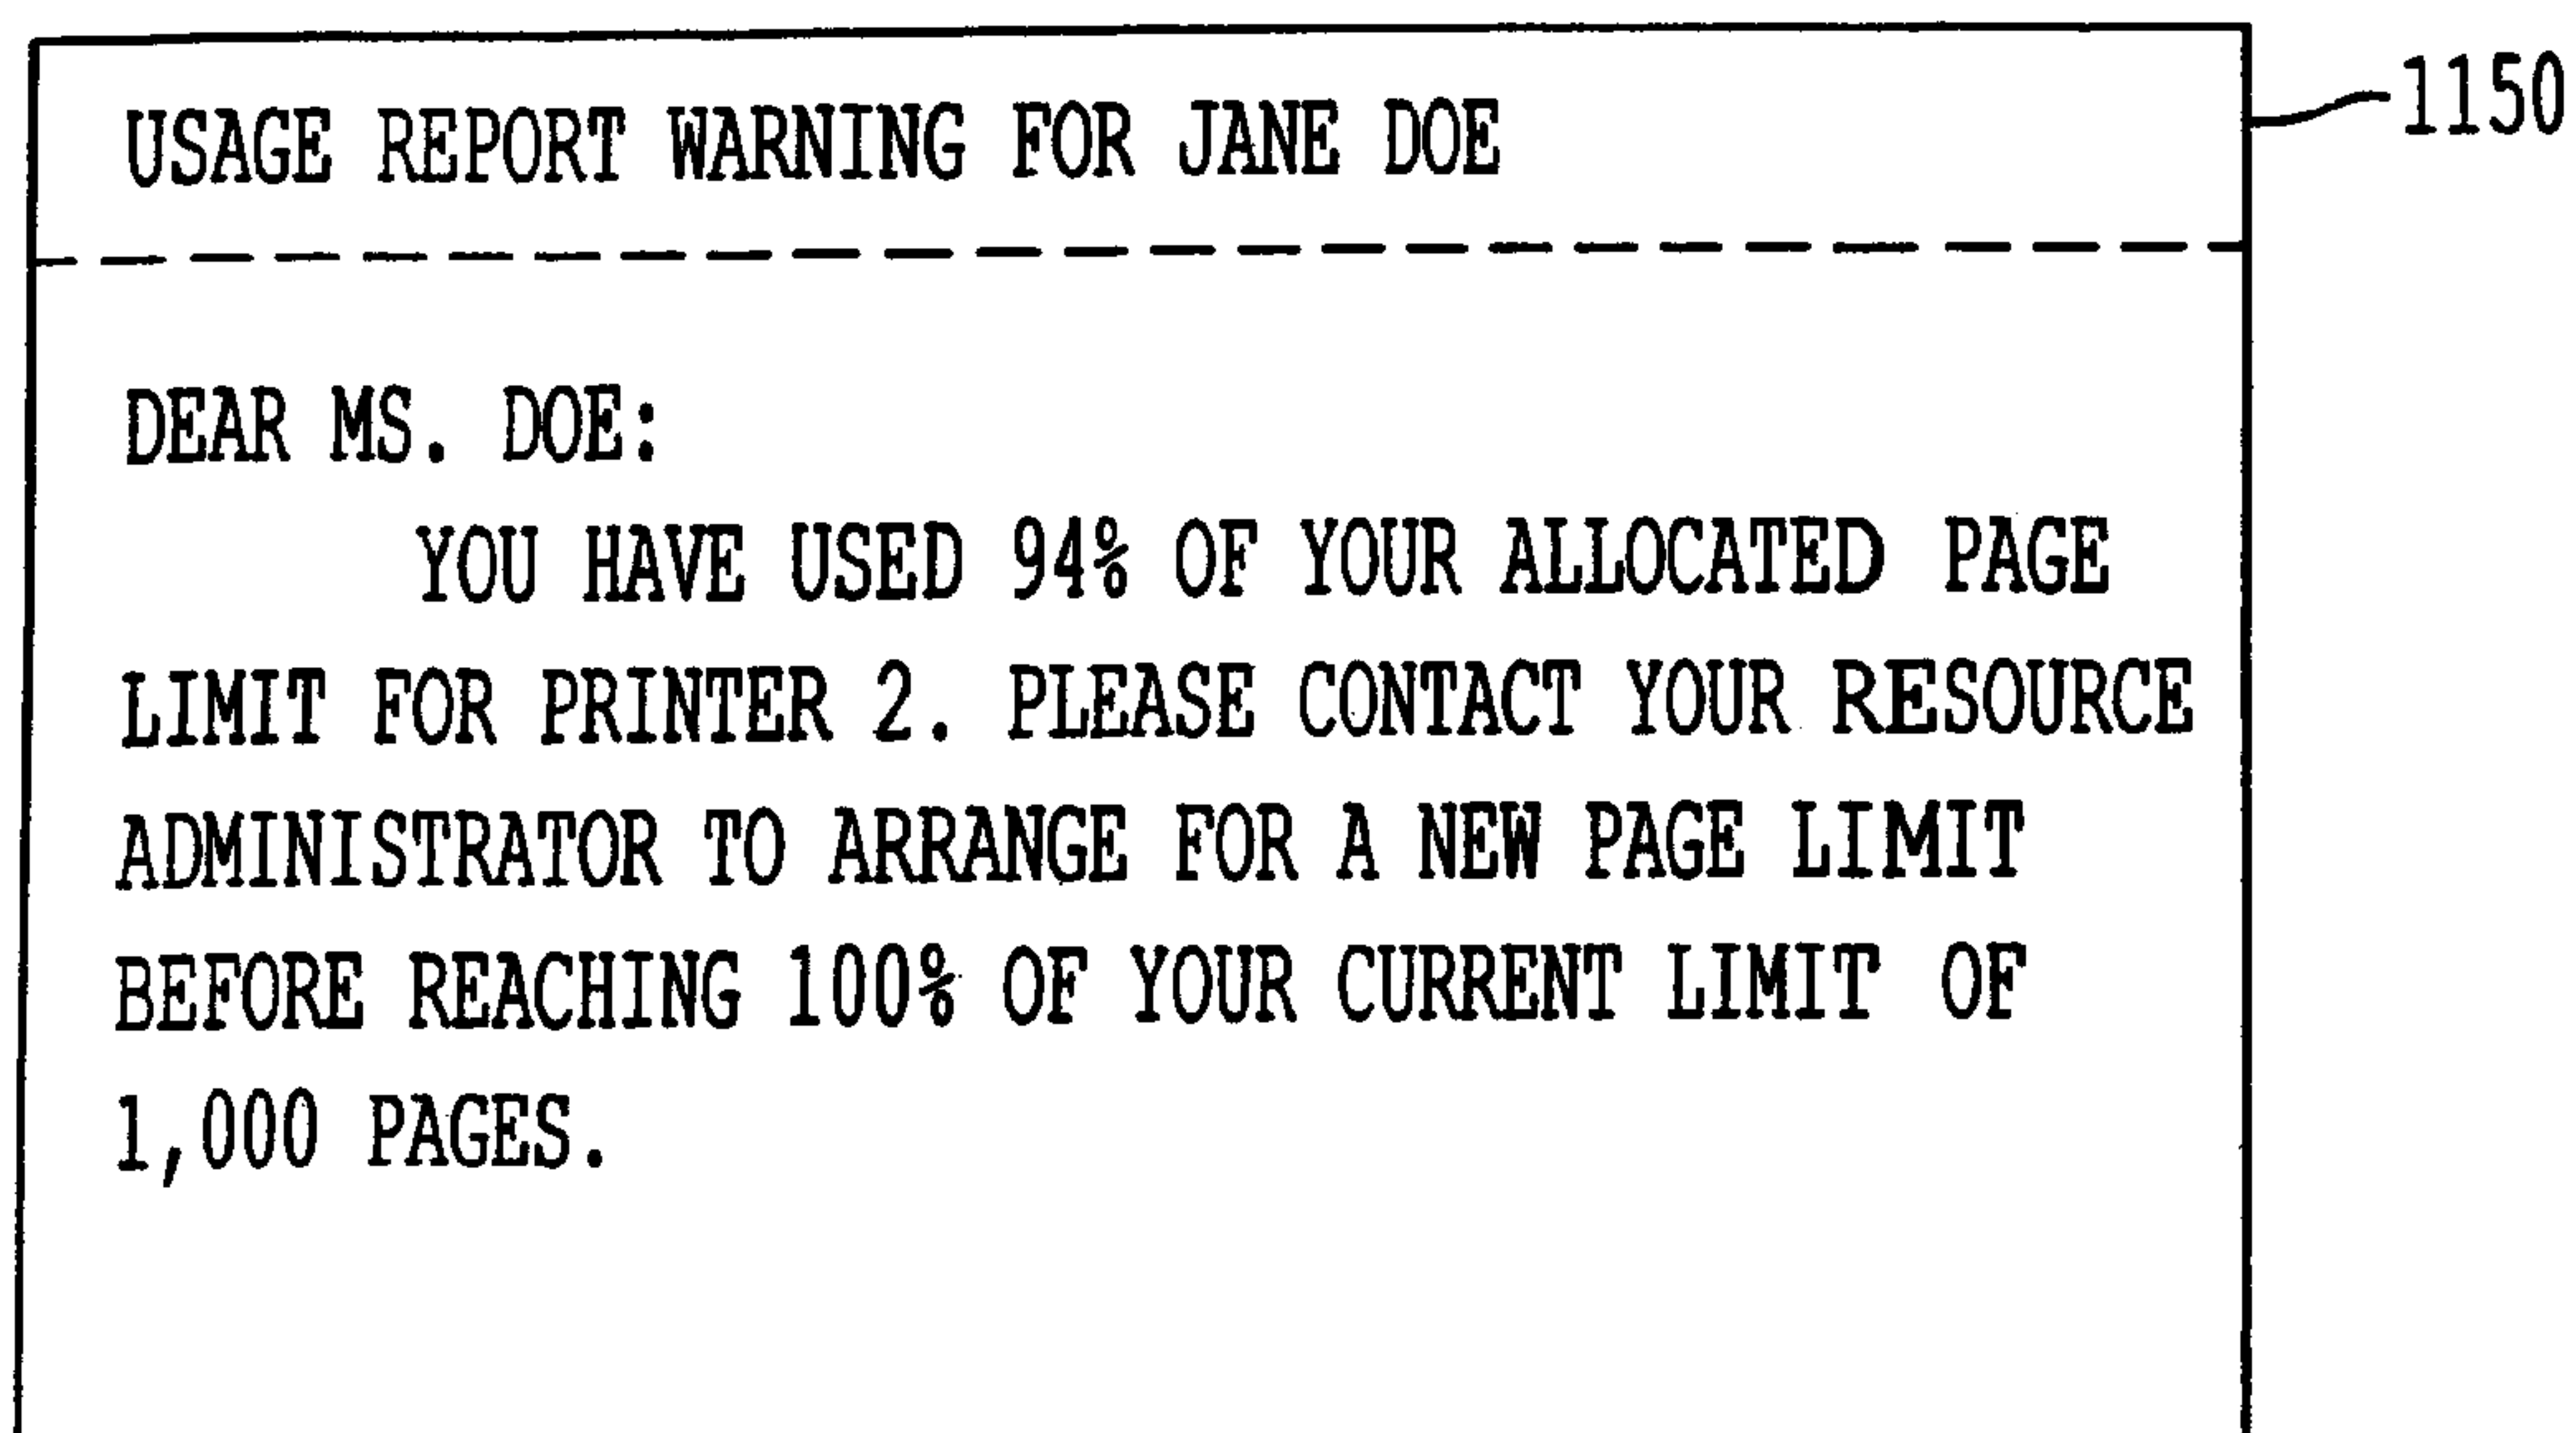 USAGE REPORT WARNING FOR JANE DOE
1150
DEAR MS. DOE:
YOU HAVE USED 94% OF YOUR ALLOCATED PAGE
LIMIT FOR PRINTER 2. PLEASE CONTACT YOUR RESOURCE
ADMINISTRATOR TO ARRANGE FOR A NEW PAGE LIMIT
BEFORE REACHING 100% OF YOUR CURRENT LIMIT OF
1,000 PAGES.